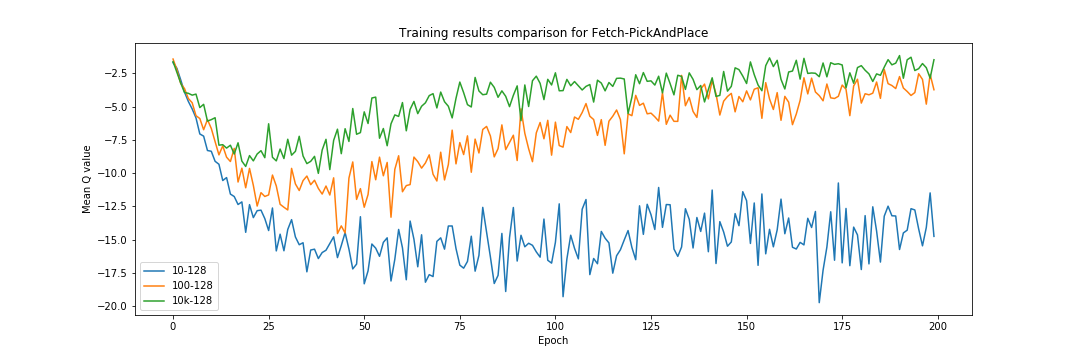 Training results comparison for Fetch-PickAndPlace
Mean Q value
−2.5
−5.0
−7.5
−10.0
−12.5
−15.0
−17.5
−20.0
10-128
100-128
10k-128
0 25 50 75 100 125 150 175 200
Epoch